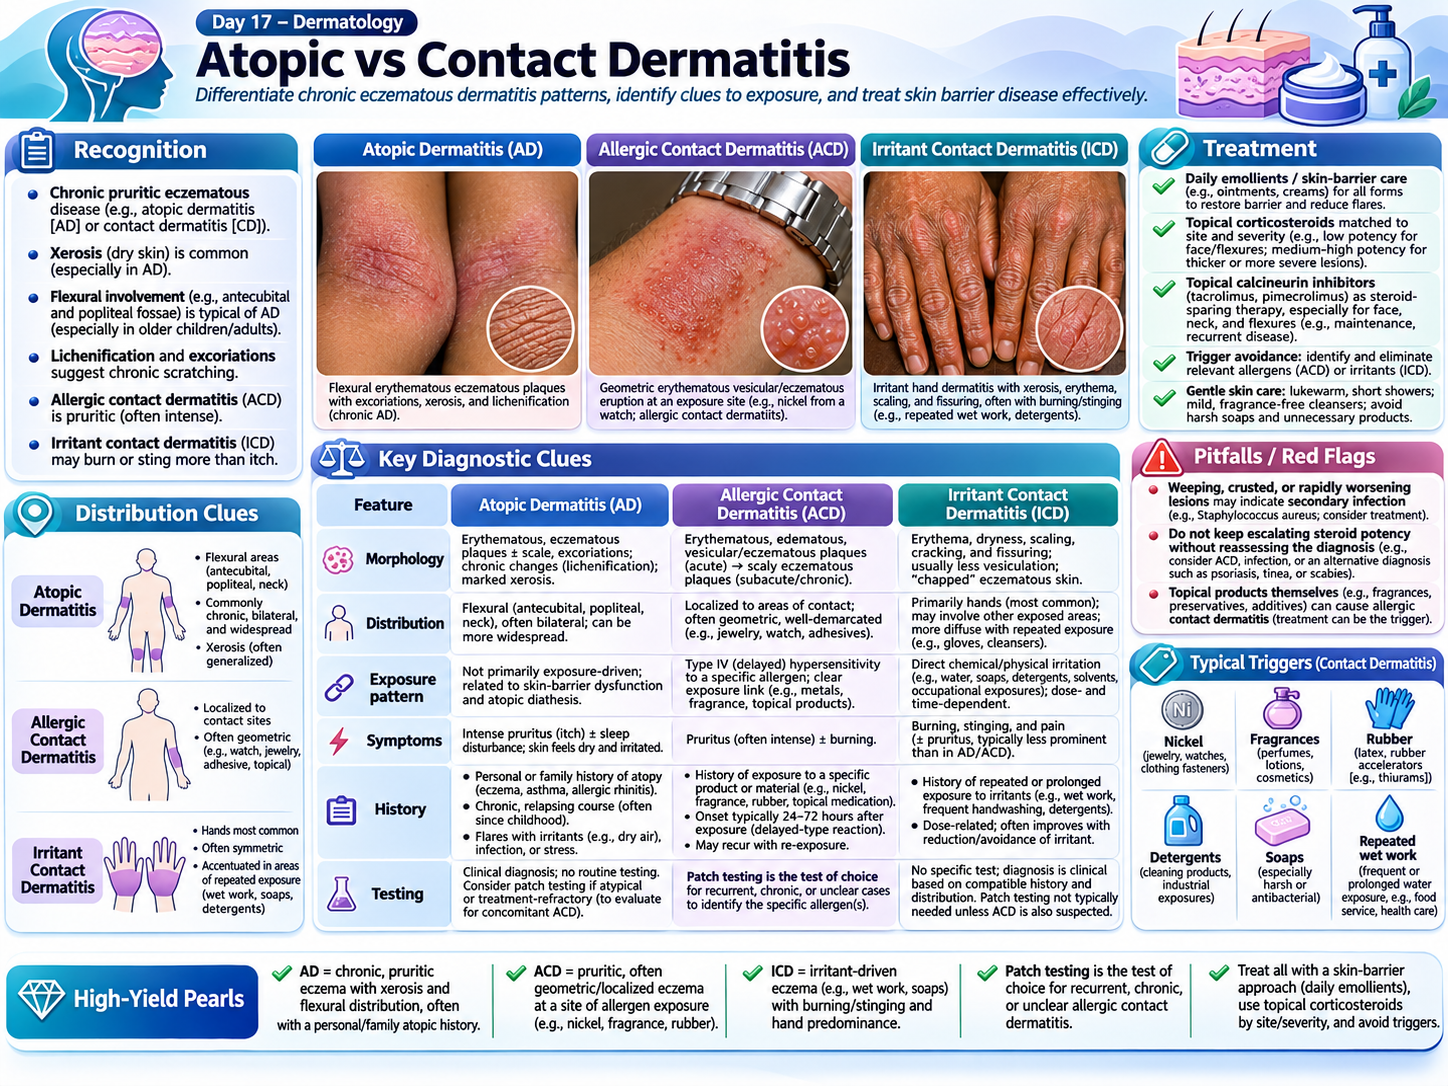 Day 17 – Dermatology
Atopic vs Contact Dermatitis
Differentiate chronic eczematous dermatitis patterns, identify clues to exposure, and treat skin barrier disease effectively.
Recognition
• Chronic pruritic eczematous
disease (e.g., atopic dermatitis
[AD] or contact dermatitis [CD]).
• Xerosis (dry skin) is common
(especially in AD).
• Flexural involvement (e.g., antecubital
and popliteal fossae) is typical of AD
(especially in older children/adults).
• Lichenification and excoriations
suggest chronic scratching.
• Allergic contact dermatitis (ACD)
is pruritic (often intense).
• Irritant contact dermatitis (ICD)
may burn or sting more than itch.
Atopic Dermatitis (AD)
Flexural erythematous eczematous plaques
with excoriations, xerosis, and lichenification
(chronic AD).
Allergic Contact Dermatitis (ACD)
Geometric erythematous vesicular/eczematous
eruption at an exposure site (e.g., nickel from a
watch; allergic contact dermatiits).
Irritant Contact Dermatitis (ICD)
Irritant hand dermatitis with xerosis, erythema,
scaling, and fissuring, often with burning/stinging
(e.g., repeated wet work, detergents).
Treatment
Daily emollients / skin-barrier care
(e.g., ointments, creams) for all forms
to restore barrier and reduce flares.
Topical corticosteroids matched to
site and severity (e.g., low potency for
face/flexures; medium-high potency for
thicker or more severe lesions).
Topical calcineurin inhibitors
(tacrolimus, pimecrolimus) as steroid-
sparing therapy, especially for face,
neck, and flexures (e.g., maintenance,
recurrent disease).
Trigger avoidance: identify and eliminate
relevant allergens (ACD) or irritants (ICD).
Gentle skin care: lukewarm, short showers;
mild, fragrance-free cleansers; avoid
harsh soaps and unnecessary products.
Distribution Clues
Atopic
Dermatitis
• Flexural areas
(antecubital,
popliteal, neck)
• Commonly
chronic, bilateral,
and widespread
• Xerosis (often
generalized)
Allergic
Contact
Dermatitis
• Localized to
contact sites
• Often geometric
(e.g., watch, jewelry,
adhesive, topical)
Irritant
Contact
Dermatitis
• Hands most common
• Often symmetric
• Accentuated in areas
of repeated exposure
(wet work, soaps,
detergents)
Key Diagnostic Clues
Feature
Atopic Dermatitis (AD)
Allergic Contact
Dermatitis (ACD)
Irritant Contact
Dermatitis (ICD)
Morphology
Erythematous, eczematous
plaques ± scale, excoriations;
chronic changes (lichenification);
marked xerosis.
Erythematous, edematous,
vesicular/eczematous plaques
(acute) → scaly eczematous
plaques (subacute/chronic).
Erythema, dryness, scaling,
cracking, and fissuring;
usually less vesiculation;
“chapped” eczematous skin.
Distribution
Flexural (antecubital, popliteal,
neck), often bilateral; can be
more widespread.
Localized to areas of contact;
often geometric, well-demarcated
(e.g., jewelry, watch, adhesives).
Primarily hands (most common);
may involve other exposed areas;
more diffuse with repeated exposure
(e.g., gloves, cleansers).
Exposure
pattern
Not primarily exposure-driven;
related to skin-barrier dysfunction
and atopic diathesis.
Type IV (delayed) hypersensitivity
to a specific allergen; clear
exposure link (e.g., metals,
fragrance, topical products).
Direct chemical/physical irritation
(e.g., water, soaps, detergents, solvents,
occupational exposures); dose- and
time-dependent.
Symptoms
Intense pruritus (itch) ± sleep
disturbance; skin feels dry and irritated.
Pruritus (often intense) ± burning.
Burning, stinging, and pain
(± pruritus, typically less prominent
than in AD/ACD).
History
• Personal or family history of atopy
(eczema, asthma, allergic rhinitis).
• Chronic, relapsing course (often
since childhood).
• Flares with irritants (e.g., dry air),
infection, or stress.
• History of exposure to a specific
product or material (e.g., nickel,
fragrance, rubber, topical medication).
• Onset typically 24–72 hours after
exposure (delayed-type reaction).
• May recur with re-exposure.
• History of repeated or prolonged
exposure to irritants (e.g., wet work,
frequent handwashing, detergents).
• Dose-related; often improves with
reduction/avoidance of irritant.
Testing
Clinical diagnosis; no routine testing.
Consider patch testing if atypical
or treatment-refractory (to evaluate
for concomitant ACD).
Patch testing is the test of choice
for recurrent, chronic, or unclear cases
to identify the specific allergen(s).
No specific test; diagnosis is clinical
based on compatible history and
distribution. Patch testing not typically
needed unless ACD is also suspected.
Pitfalls / Red Flags
• Weeping, crusted, or rapidly worsening
lesions may indicate secondary infection
(e.g., Staphylococcus aureus; consider treatment).
• Do not keep escalating steroid potency
without reassessing the diagnosis (e.g.,
consider ACD, infection, or an alternative diagnosis
such as psoriasis, tinea, or scabies).
• Topical products themselves (e.g., fragrances,
preservatives, additives) can cause allergic
contact dermatitis (treatment can be the trigger).
Typical Triggers (Contact Dermatitis)
Ni
Nickel
(jewelry, watches,
clothing fasteners)
Fragrances
(perfumes,
lotions,
cosmetics)
Rubber
(latex, rubber
accelerators
[e.g., thiurams])
Detergents
(cleaning products,
industrial
exposures)
Soaps
(especially
harsh or
antibacterial)
Repeated
wet work
(frequent or
prolonged water
exposure, e.g., food
service, health care)
High-Yield Pearls
AD = chronic, pruritic
eczema with xerosis and
flexural distribution, often
with a personal/family atopic history.
ACD = pruritic, often
geometric/localized eczema
at a site of allergen exposure
(e.g., nickel, fragrance, rubber).
ICD = irritant-driven
eczema (e.g., wet work, soaps)
with burning/stinging and
hand predominance.
Patch testing is the test of
choice for recurrent, chronic,
or unclear allergic contact
dermatitis.
Treat all with a skin-barrier
approach (daily emollients),
use topical corticosteroids
by site/severity, and avoid triggers.